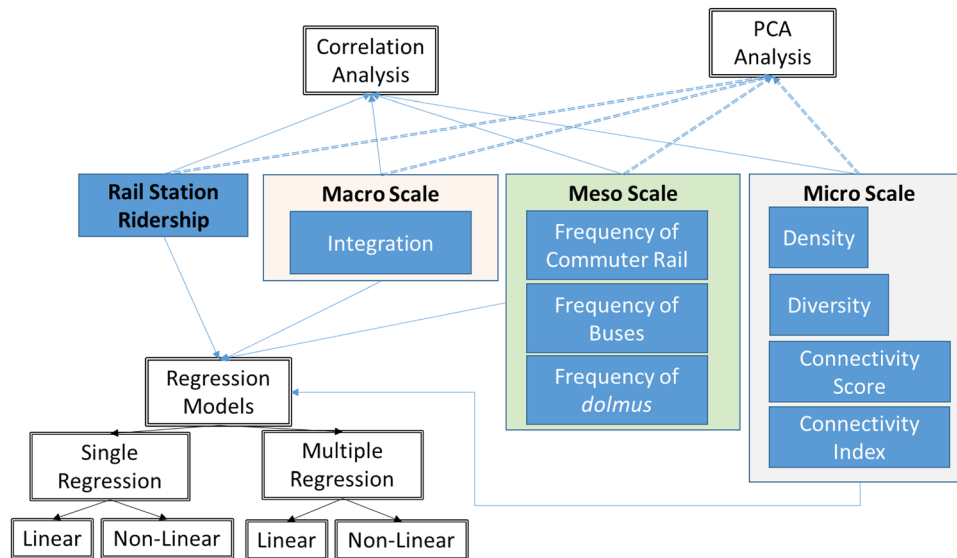 Correlation
Analysis
PCA
Analysis
Rail Station
Ridership
Macro Scale
Integration
Meso Scale
Frequency of
Commuter Rail
Frequency of
Buses
Frequency of
dolmus
Micro Scale
Density
Diversity
Connectivity
Score
Connectivity
Index
Regression
Models
Single
Regression
Multiple
Regression
Linear
Non-Linear
Linear
Non-Linear